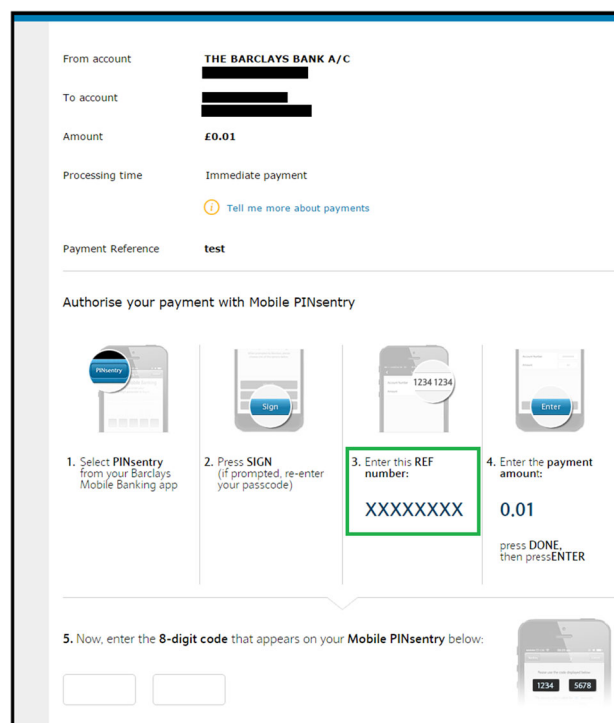 From account THE BARCLAYS BANK A/C
To account
Amount £0.01
Processing time Immediate payment
i Tell me more about payments
Payment Reference test
Authorise your payment with Mobile PINsentry
PINsentry
Sign
1234 1234
Enter
1. Select PINsentry
from your Barclays
Mobile Banking app
2. Press SIGN
(if prompted, re-enter
your passcode)
3. Enter this REF
number:
XXXXXXXX
4. Enter the payment
amount:
0.01
press DONE,
then pressENTER
5. Now, enter the 8-digit code that appears on your Mobile PINsentry below:
1234 5678